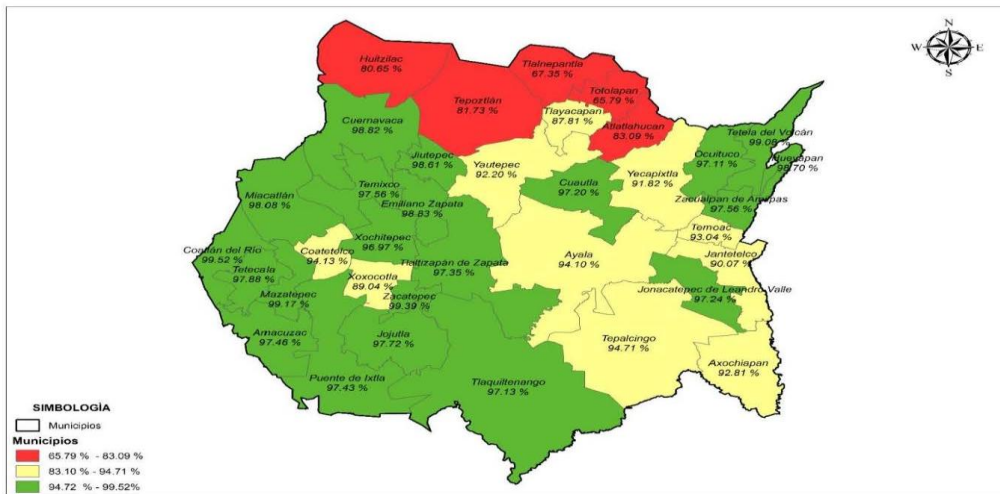 N
W
E
S
Huitzilac
80.65 %
Tlalnepantla
67.35 %
Totolapan
65.79 %
Tepoztlán
81.73 %
Tlayacapan
87.81 %
Atlatlahucan
83.09 %
Cuernavaca
98.82 %
Tetela del Volcán
99.08 %
Ocuituco
97.11 %
Hueyapan
98.70 %
Jiutepec
98.61 %
Yautepec
92.20 %
Yecapixtla
91.82 %
Cuautla
97.20 %
Temixco
97.56 %
Miacatlán
98.08 %
Emiliano Zapata
98.83 %
Zacualpan de Amilpas
97.56 %
Temoac
93.04 %
Xochitepec
96.97 %
Coatlán del Río
99.52 %
Coatetelco
94.13 %
Ayala
94.10 %
Jantetelco
90.07 %
Tlaltizapán de Zapata
97.35 %
Tetecala
97.88 %
Xoxocotla
89.04 %
Jonacatepec de Leandro Valle
97.24 %
Mazatepec
99.17 %
Zacatepec
99.39 %
Amacuzac
97.46 %
Jojutla
97.72 %
Tepalcingo
94.71 %
Axochiapan
92.81 %
Puente de Ixtla
97.43 %
Tlaquiltenango
97.13 %
SIMBOLOGÌA
Municipios
Municipios
65.79 % - 83.09 %
83.10 % - 94.71 %
94.72 % - 99.52%